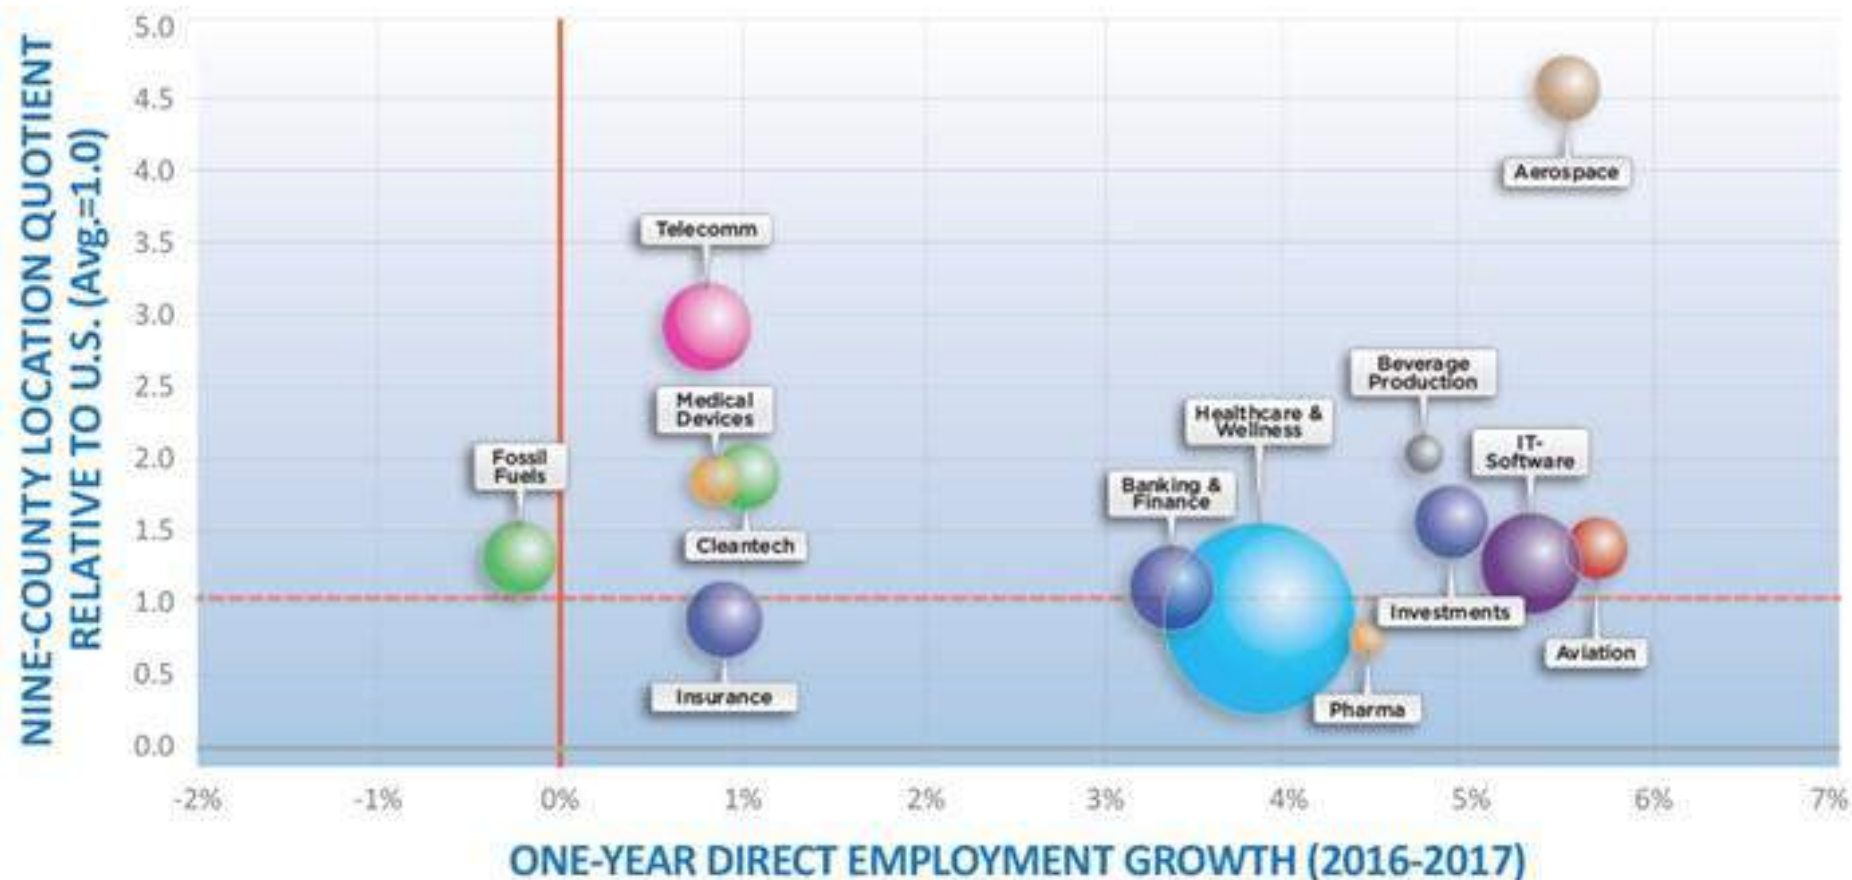 NINE-COUNTY LOCATION QUOTIENT
RELATIVE TO U.S. (Avg.=1.0)
5.0
4.5
4.0
3.5
3.0
2.5
2.0
1.5
1.0
0.5
0.0
Aerospace
Telecomm
Beverage
Production
Medical
Devices
Healthcare &
Wellness
IT-
Software
Fossil
Fuels
Banking &
Finance
Cleantech
Investments
Aviation
Insurance
Pharma
-2%
-1%
0%
1%
2%
3%
4%
5%
6%
7%
ONE-YEAR DIRECT EMPLOYMENT GROWTH (2016-2017)